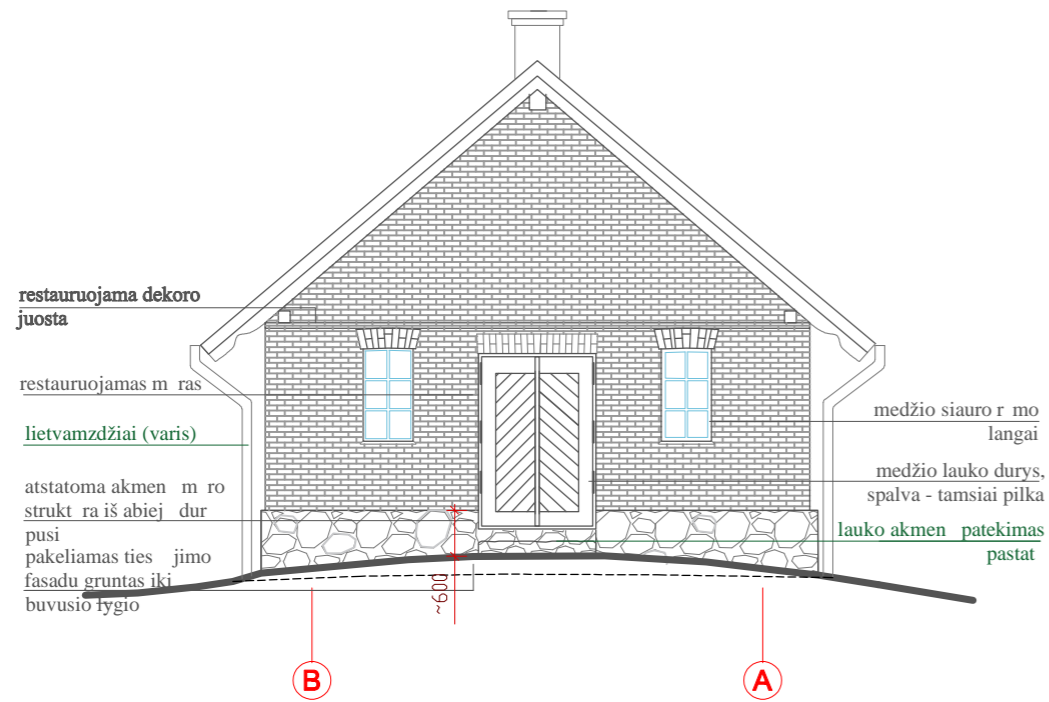 restauruojama dekoro
juosta
restauruojamas m ras
lietvamzdžiai (varis)
atstatoma akmen m ro
strukt ra iš abiej dur
pusi
pakeliamas ties jimo
fasadu gruntas iki
buvusio lygio
medžio siauro r mo
langai
medžio lauko durys,
spalva - tamsiai pilka
lauko akmen patekimas
pastat
~600
B
A